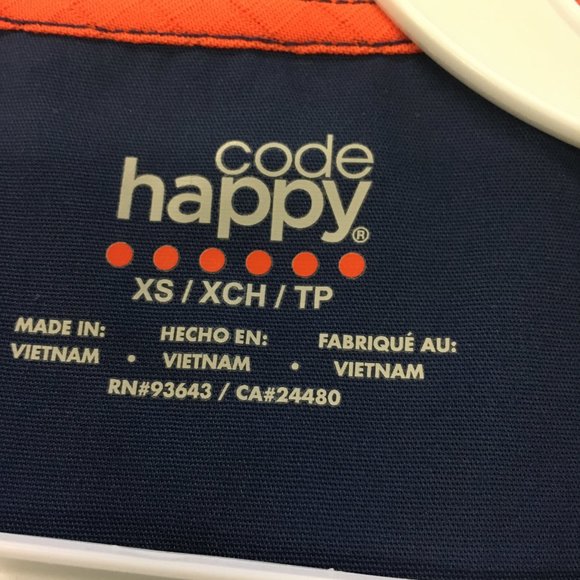 code
happy®
XS / XCH / TP
MADE IN: HECHO EN: FABRIQUÉ AU:
VIETNAM • VIETNAM • VIETNAM
RN#93643 / CA#24480